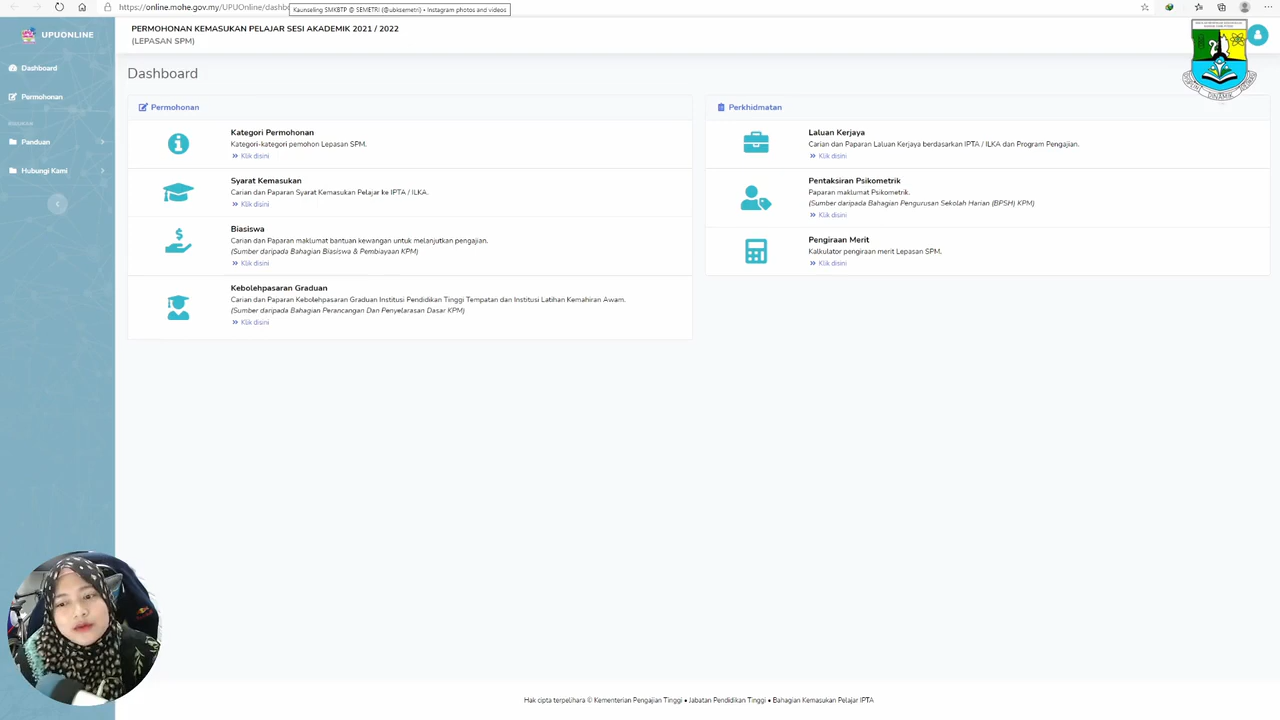 https://online.mohe.gov.my/UPUOnline/dashb
Kaunseling SMKBTP @ SEMETRI (@ubksemetri) • Instagram photos and videos
UPUONLINE
PERMOHONAN KEMASUKAN PELAJAR SESI AKADEMIK 2021 / 2022
(LEPASAN SPM)
Dashboard
Permohonan
Panduan
Hubungi Kami
Dashboard
Permohonan
Kategori Permohonan
Kategori-kategori pemohon Lepasan SPM.
Klik disini
Syarat Kemasukan
Carian dan Paparan Syarat Kemasukan Pelajar ke IPTA / ILKA.
Klik disini
Biasiswa
Carian dan Paparan maklumat bantuan kewangan untuk melanjutkan pengajian.
(Sumber daripada Bahagian Biasiswa & Pembiayaan KPM)
Klik disini
Kebolehpasaran Graduan
Carian dan Paparan Kebolehpasaran Graduan Institusi Pendidikan Tinggi Tempatan dan Institusi Latihan Kemahiran Awam.
(Sumber daripada Bahagian Perancangan Dan Penyelarasan Dasar KPM)
Klik disini
Perkhidmatan
Laluan Kerjaya
Carian dan Paparan Laluan Kerjaya berdasarkan IPTA / ILKA dan Program Pengajian.
Klik disini
Pentaksiran Psikometrik
Paparan maklumat Psikometrik.
(Sumber daripada Bahagian Pengurusan Sekolah Harian (BPSH) KPM)
Klik disini
Pengiraan Merit
Kalkulator pengiraan merit Lepasan SPM.
Klik disini
Hak cipta terpelihara © Kementerian Pengajian Tinggi • Jabatan Pendidikan Tinggi • Bahagian Kemasukan Pelajar IPTA